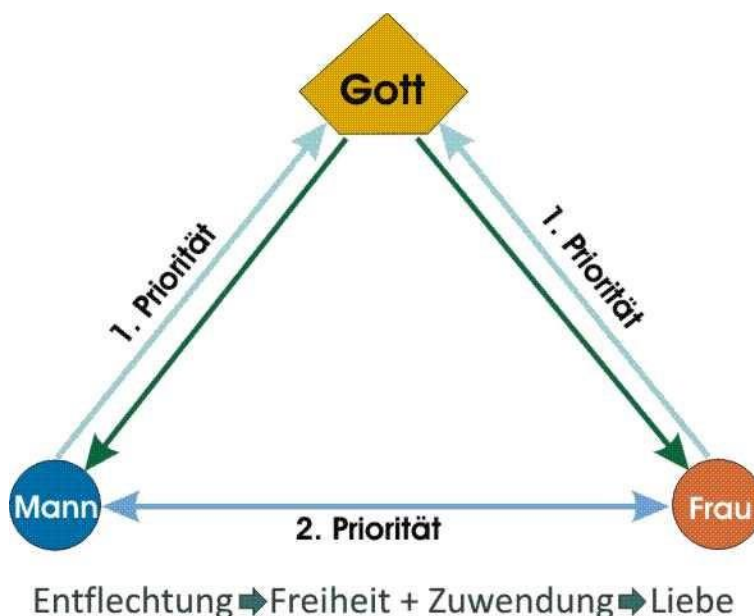 Gott
1. Priorität
1. Priorität
Mann
Frau
2. Priorität
Entflechtung ➡ Freiheit + Zuwendung ➡ Liebe